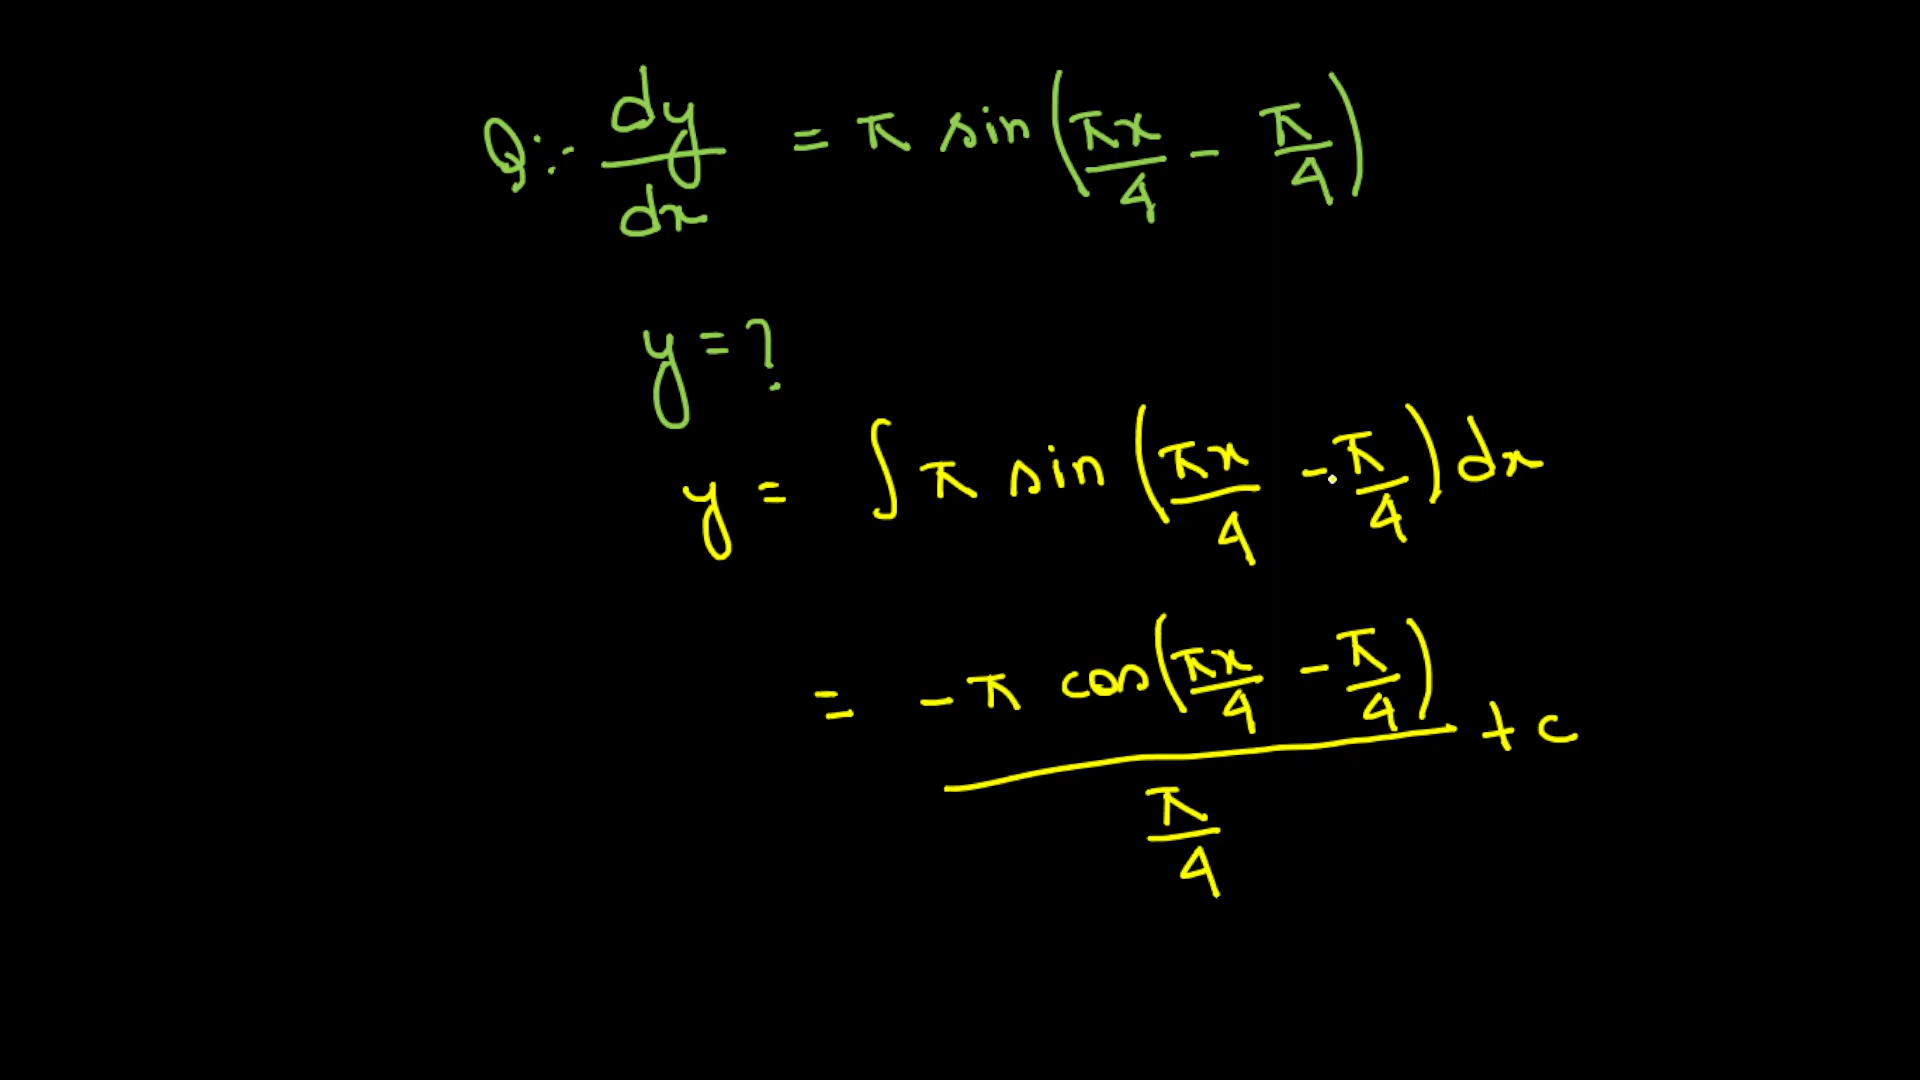 Q:- dy/dx = π sin(πx/4 - π/4)
y = ?
y = ∫ π sin(πx/4 - π/4) dx
= -π cos(πx/4 - π/4) / (π/4) + c